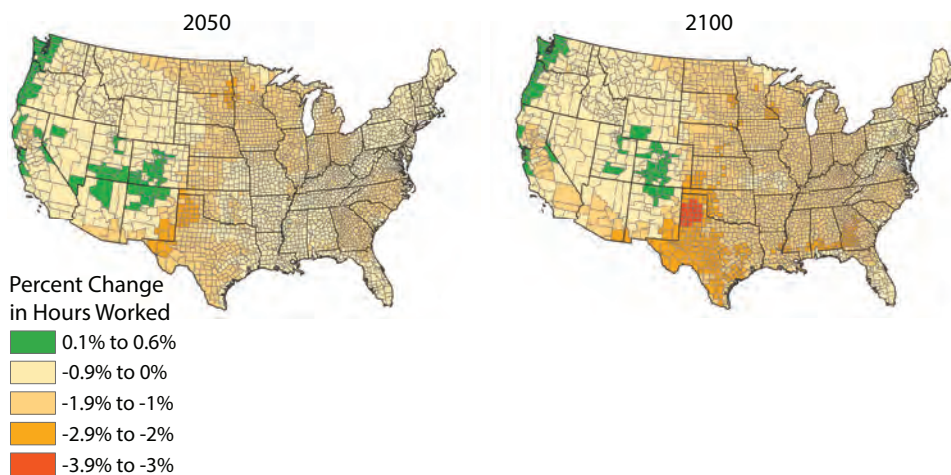 2050
2100
Percent Change
in Hours Worked
0.1% to 0.6%
-0.9% to 0%
-1.9% to -1%
-2.9% to -2%
-3.9% to -3%